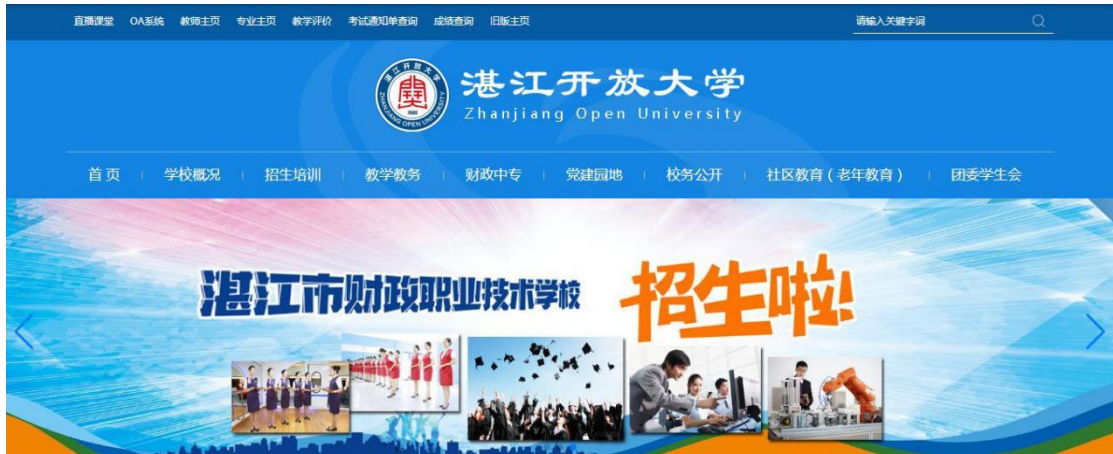 直播课堂 OA系统 教师主页 专业主页 教学评价 考试通知单查询 成绩查询 旧版主页 请输入关键字词
湛江开放大学
Zhanjiang Open University
ZHANJIANG OPEN UNIVERSITY
1980
首页 学校概况 招生培训 教学教务 财政中专 党建园地 校务公开 社区教育(老年教育) 团委学生会
湛江市财政职业技术学校 招生啦!